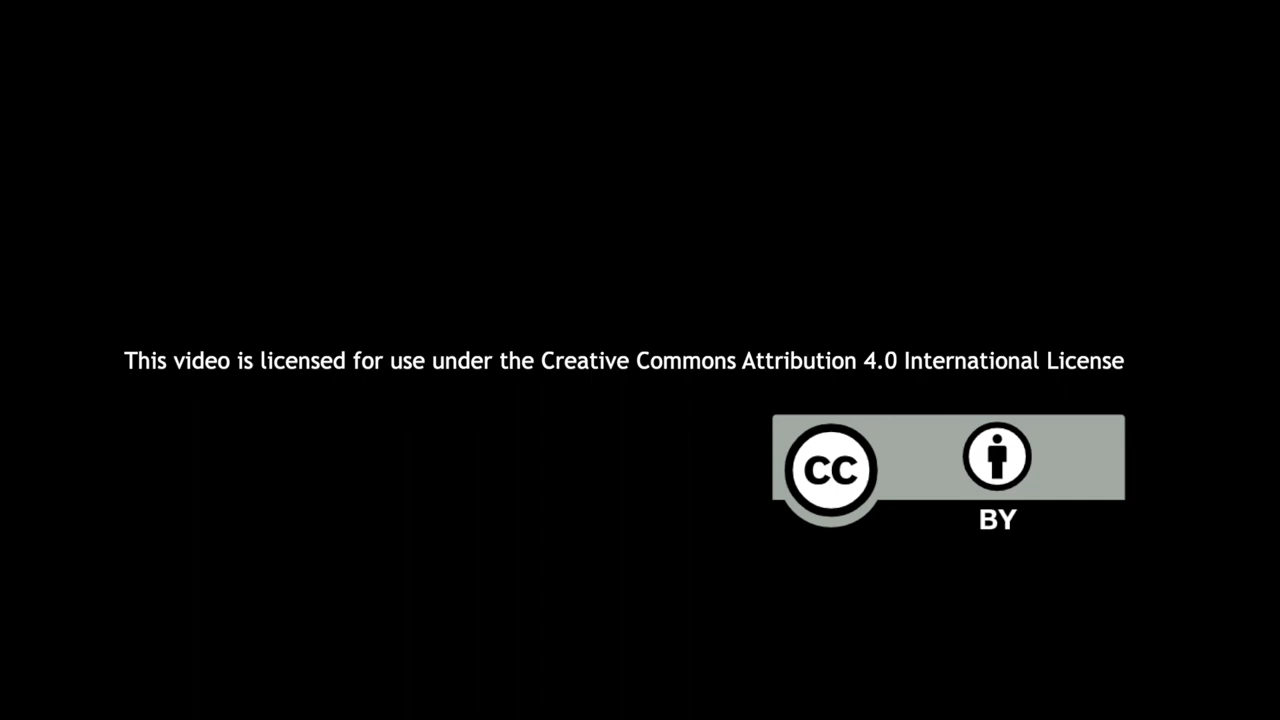 This video is licensed for use under the Creative Commons Attribution 4.0 International License
CC
BY